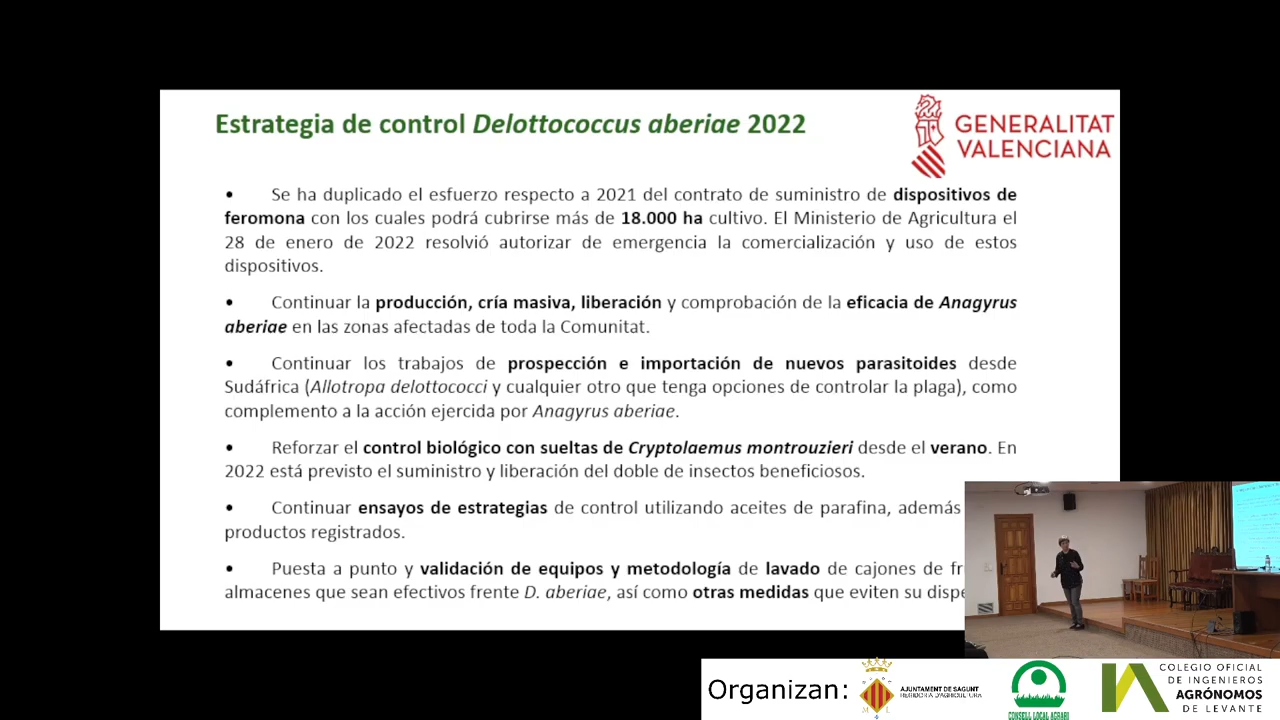 Estrategia de control Delottococcus aberiae 2022
GENERALITAT
VALENCIANA
• Se ha duplicado el esfuerzo respecto a 2021 del contrato de suministro de dispositivos de
feromona con los cuales podrá cubrirse más de 18.000 ha cultivo. El Ministerio de Agricultura el
28 de enero de 2022 resolvió autorizar de emergencia la comercialización y uso de estos
dispositivos.
• Continuar la producción, cría masiva, liberación y comprobación de la eficacia de Anagyrus
aberiae en las zonas afectadas de toda la Comunitat.
• Continuar los trabajos de prospección e importación de nuevos parasitoides desde
Sudáfrica (Allotropa delottococci y cualquier otro que tenga opciones de controlar la plaga), como
complemento a la acción ejercida por Anagyrus aberiae.
• Reforzar el control biológico con sueltas de Cryptolaemus montrouzieri desde el verano. En
2022 está previsto el suministro y liberación del doble de insectos beneficiosos.
• Continuar ensayos de estrategias de control utilizando aceites de parafina, además
productos registrados.
• Puesta a punto y validación de equipos y metodología de lavado de cajones de
almacenes que sean efectivos frente D. aberiae, así como otras medidas que eviten su
Organizan:
AJUNTAMENT DE SAGUNT
REGIDORIA D'AGRICULTURA
CONSELL LOCAL AGRARI
COLEGIO OFICIAL
DE INGENIEROS
AGRÓNOMOS
DE LEVANTE